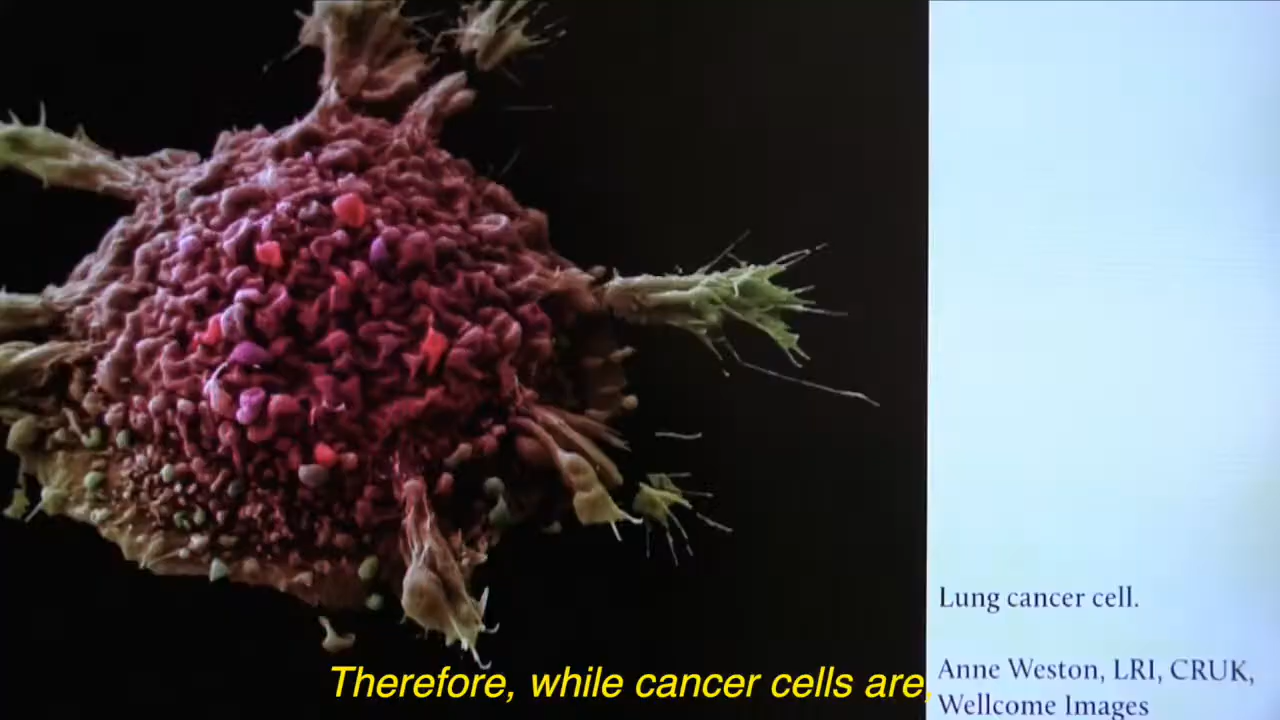 Lung cancer cell.
Anne Weston, LRI, CRUK,
Wellcome Images
Therefore, while cancer cells are,